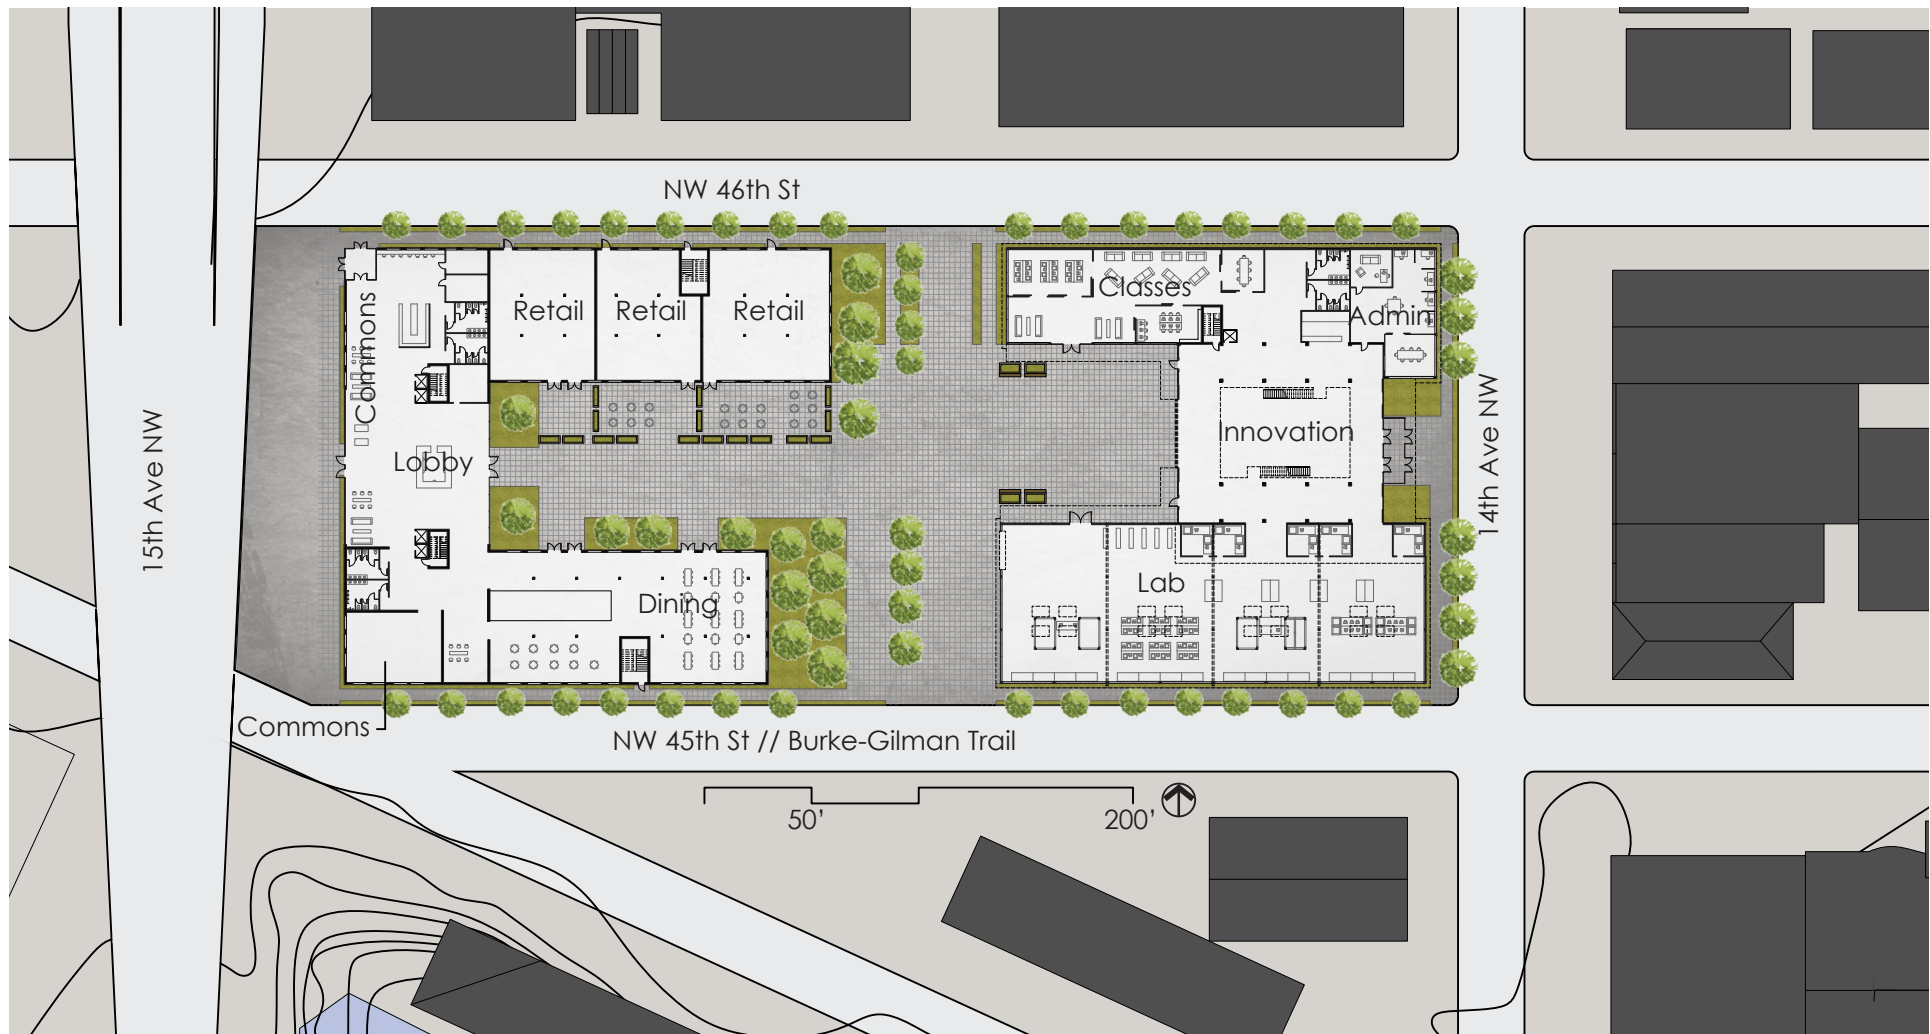 NW 46th St
Classes
Commons
Retail
Retail
Retail
Admin
Lobby
Innovation
15th Ave NW
14th Ave NW
Lab
Dining
Commons
NW 45th St // Burke-Gilman Trail
50'
200'